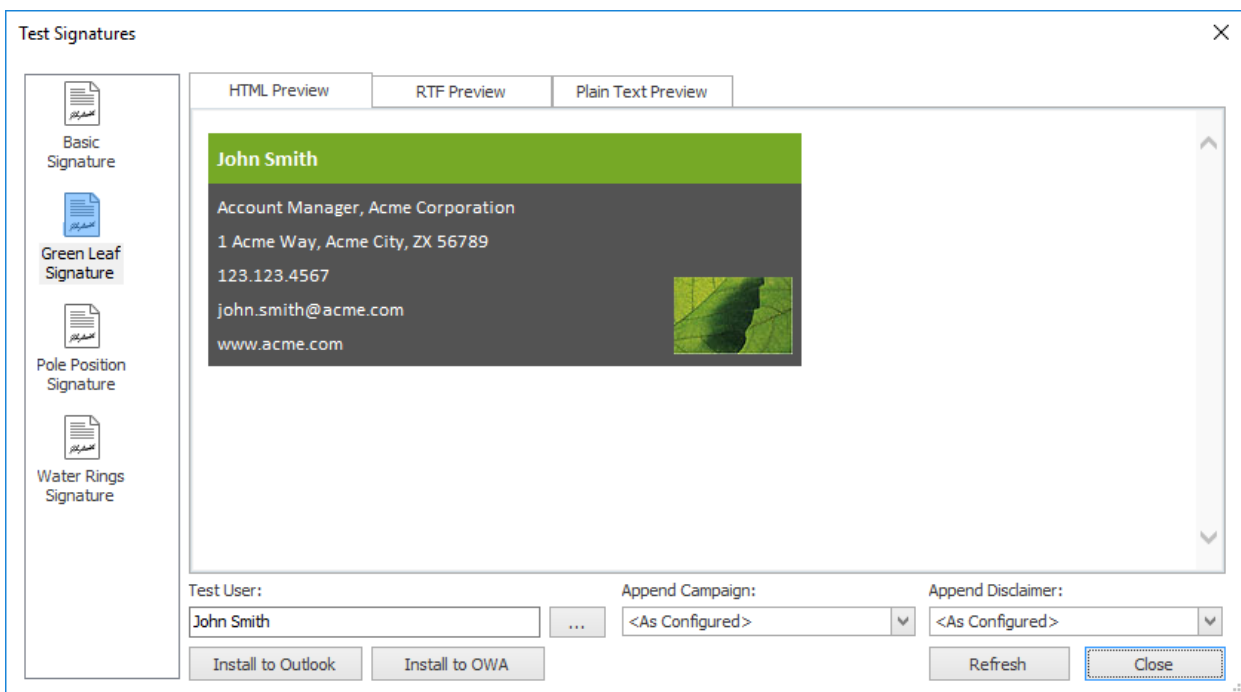 Test Signatures
Basic
Signature
Green Leaf
Signature
Pole Position
Signature
Water Rings
Signature
HTML Preview
RTF Preview
Plain Text Preview
John Smith
Account Manager, Acme Corporation
1 Acme Way, Acme City, ZX 56789
123.123.4567
john.smith@acme.com
www.acme.com
Test User:
Append Campaign:
Append Disclaimer:
John Smith
...
<As Configured>
<As Configured>
Install to Outlook
Install to OWA
Refresh
Close